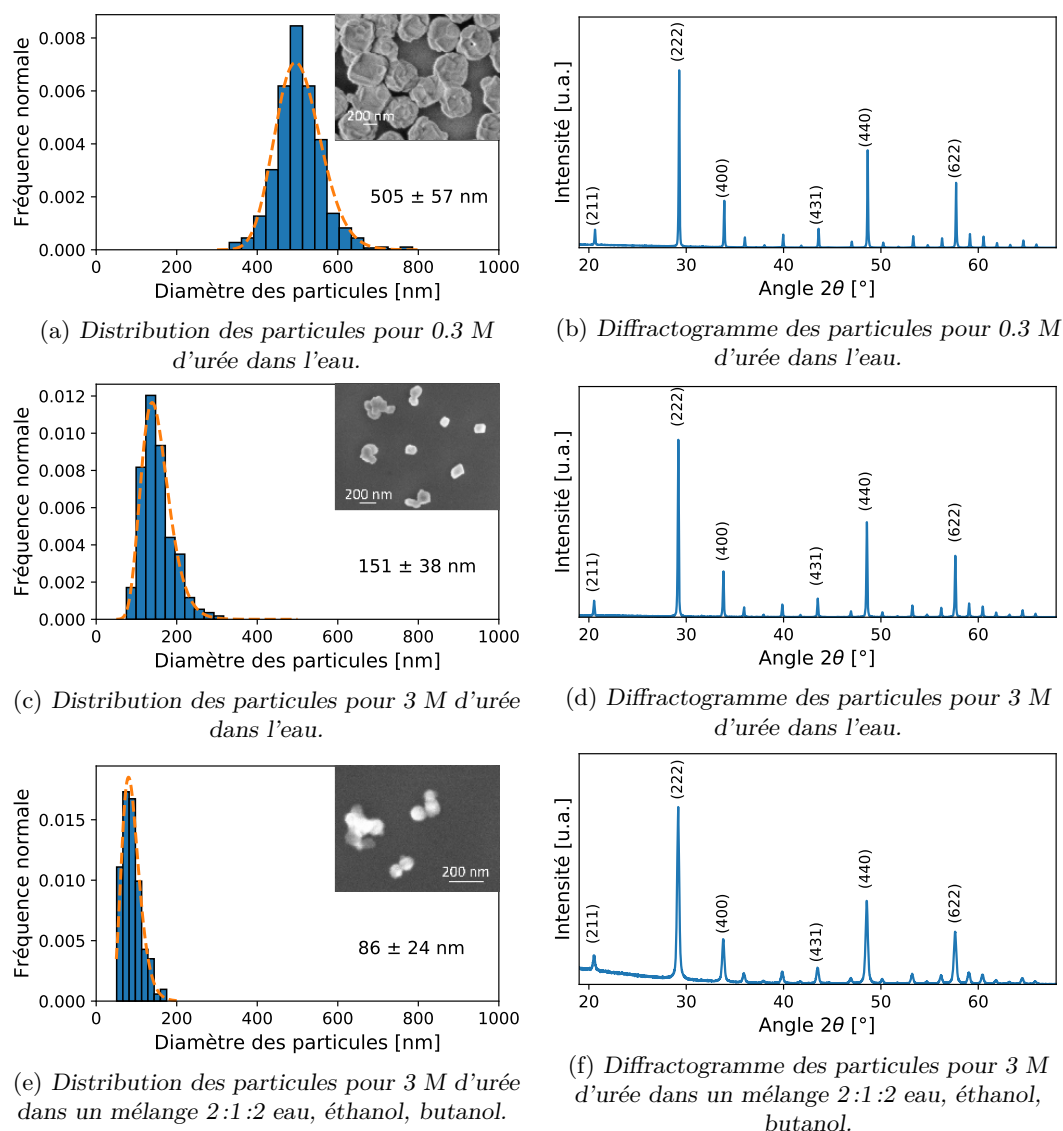 Fréquence normale
0.008
0.006
0.004
0.002
0.000
200 nm
505 ± 57 nm
0 200 400 600 800 1000
Diamètre des particules [nm]
(a) Distribution des particules pour 0.3 M
d'urée dans l'eau.
Intensité [u.a.]
(211)
(222)
(400)
(431)
(440)
(622)
20 30 40 50 60
Angle 2θ [°]
(b) Diffractogramme des particules pour 0.3 M
d'urée dans l'eau.
Fréquence normale
0.012
0.010
0.008
0.006
0.004
0.002
0.000
200 nm
151 ± 38 nm
0 200 400 600 800 1000
Diamètre des particules [nm]
(c) Distribution des particules pour 3 M d'urée
dans l'eau.
Intensité [u.a.]
(211)
(222)
(400)
(431)
(440)
(622)
20 30 40 50 60
Angle 2θ [°]
(d) Diffractogramme des particules pour 3 M
d'urée dans l'eau.
Fréquence normale
0.015
0.010
0.005
0.000
200 nm
86 ± 24 nm
0 200 400 600 800 1000
Diamètre des particules [nm]
(e) Distribution des particules pour 3 M d'urée
dans un mélange 2:1:2 eau, éthanol, butanol.
Intensité [u.a.]
(211)
(222)
(400)
(431)
(440)
(622)
20 30 40 50 60
Angle 2θ [°]
(f) Diffractogramme des particules pour 3 M
d'urée dans un mélange 2:1:2 eau, éthanol,
butanol.